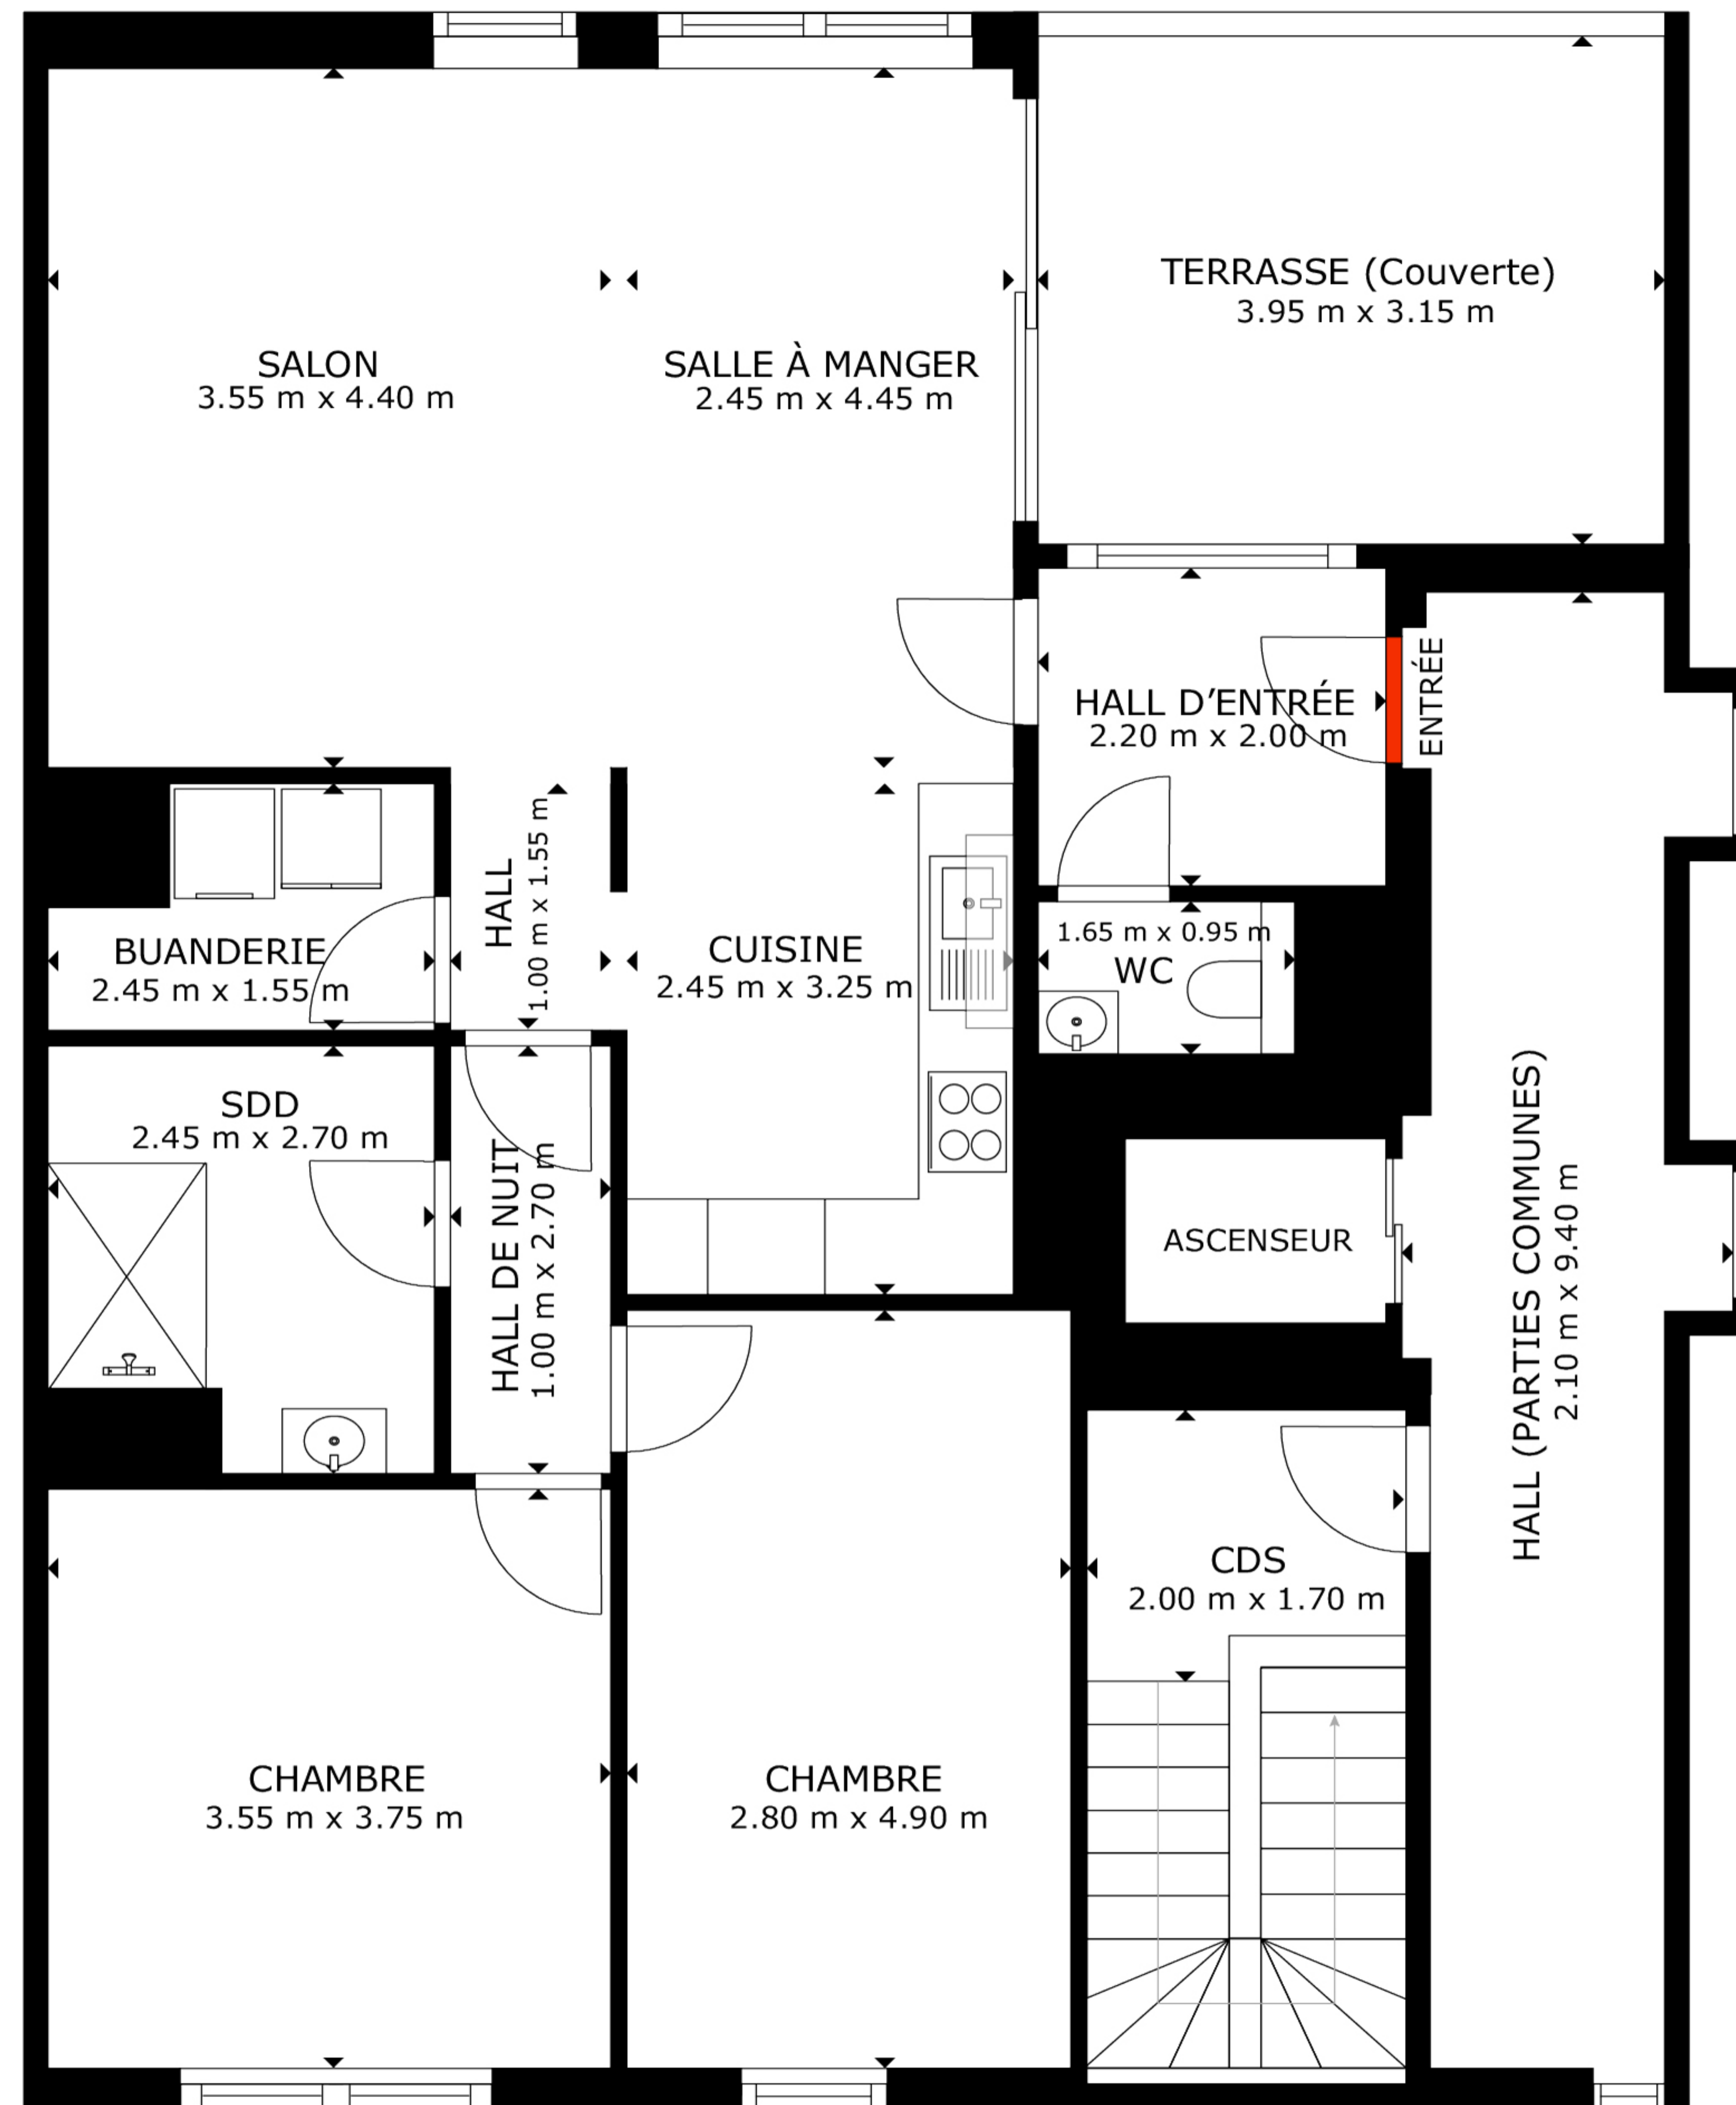 TERRASSE (Couverte)
3.95 m x 3.15 m
SALON
3.55 m x 4.40 m
SALLE À MANGER
2.45 m x 4.45 m
ENTRÉE
HALL D’ENTRÉE
2.20 m x 2.00 m
HALL
1.00 m x 1.55 m
BUANDERIE
2.45 m x 1.55 m
CUISINE
2.45 m x 3.25 m
1.65 m x 0.95 m
WC
SDD
2.45 m x 2.70 m
HALL DE NUIT
1.00 m x 2.70 m
ASCENSEUR
HALL (PARTIES COMMUNES)
2.10 m x 9.40 m
CDS
2.00 m x 1.70 m
CHAMBRE
3.55 m x 3.75 m
CHAMBRE
2.80 m x 4.90 m